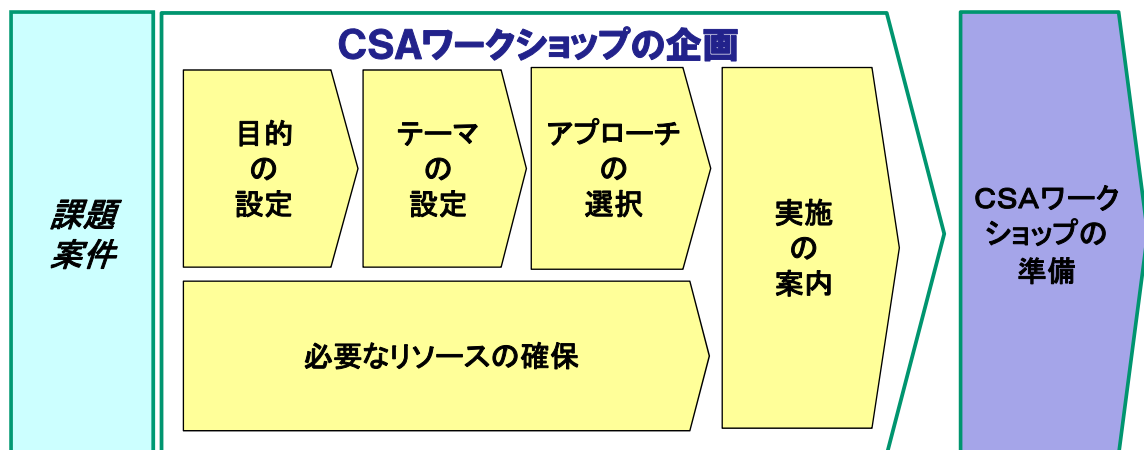 課題
案件
CSAワークショップの企画
目的
の
設定
テーマ
の
設定
アプローチ
の
選択
必要なリソースの確保
実施
の
案内
CSAワーク
ショップの
準備